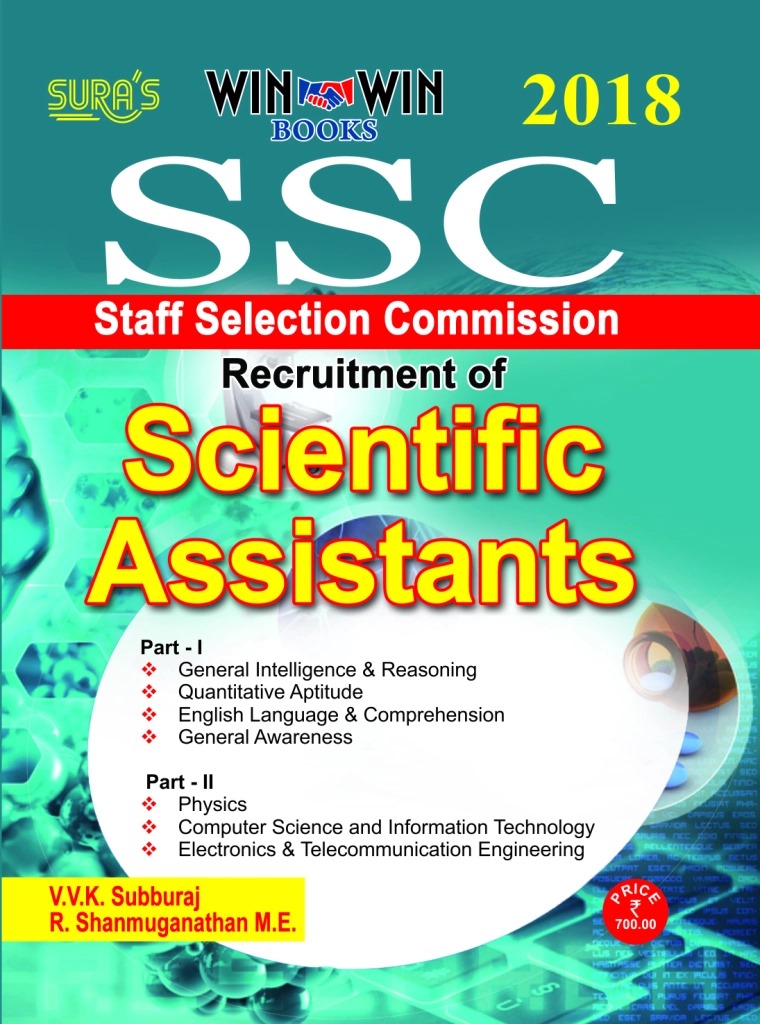 SURA'S
WIN WIN
BOOKS
2018
SSC
Staff Selection Commission
Recruitment of
Scientific
Assistants
Part - I
❖ General Intelligence & Reasoning
❖ Quantitative Aptitude
❖ English Language & Comprehension
❖ General Awareness
Part - II
❖ Physics
❖ Computer Science and Information Technology
❖ Electronics & Telecommunication Engineering
V.V.K. Subburaj
R. Shanmuganathan M.E.
PRICE
₹
700.00